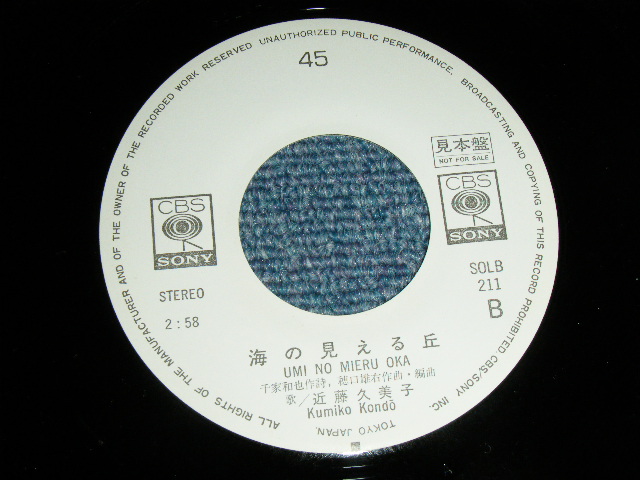 ALL RIGHTS OF THE MANUFACTURER AND OF THE OWNER OF THE RECORDED WORK RESERVED UNAUTHORIZED PUBLIC PERFORMANCE, BROADCASTING AND COPYING OF THIS RECORD PROHIBITED CBS/SONY INC. TOKYO JAPAN.
45
見本盤
NOT FOR SALE
CBS
SONY
CBS
SONY
STEREO
2:58
SOLB
211
B
海の見える丘
UMI NO MIERU OKA
千家和也作詩，穂口雄右作曲・編曲
歌／近藤久美子
Kumiko Kondō